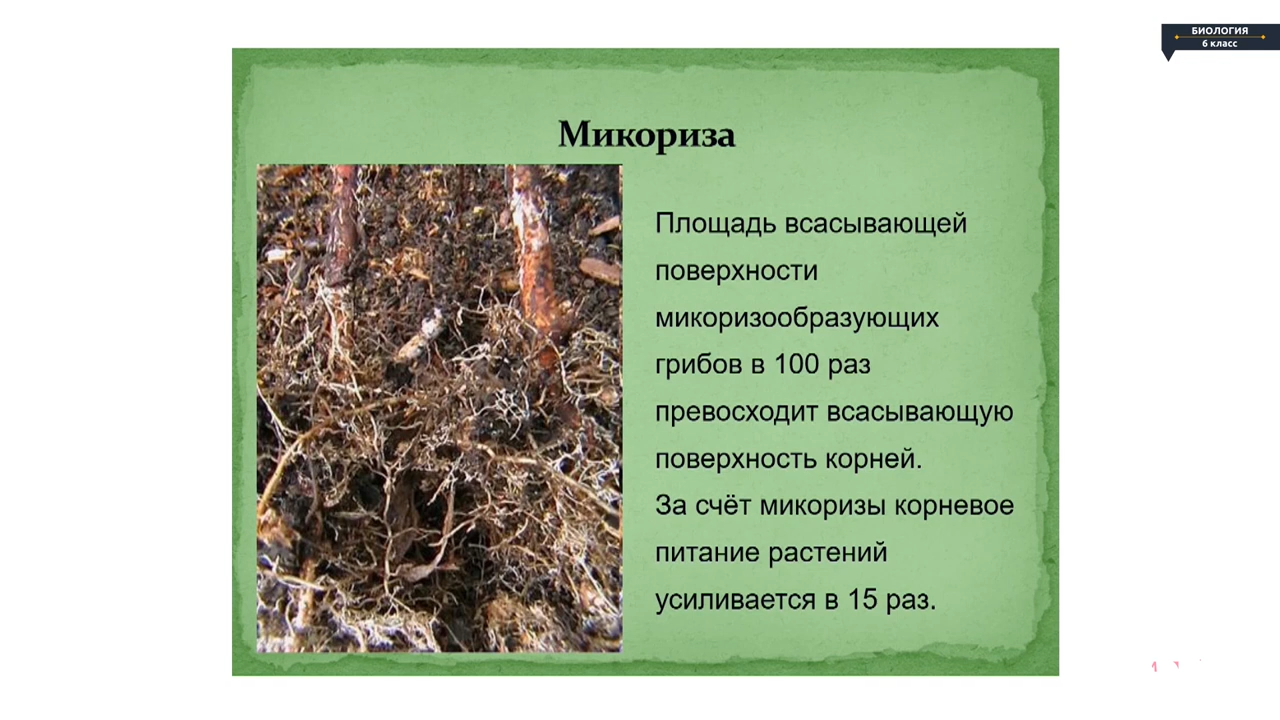 БИОЛОГИЯ
6 класс
Микориза
Площадь всасывающей
поверхности
микоризообразующих
грибов в 100 раз
превосходит всасывающую
поверхность корней.
За счёт микоризы корневое
питание растений
усиливается в 15 раз.